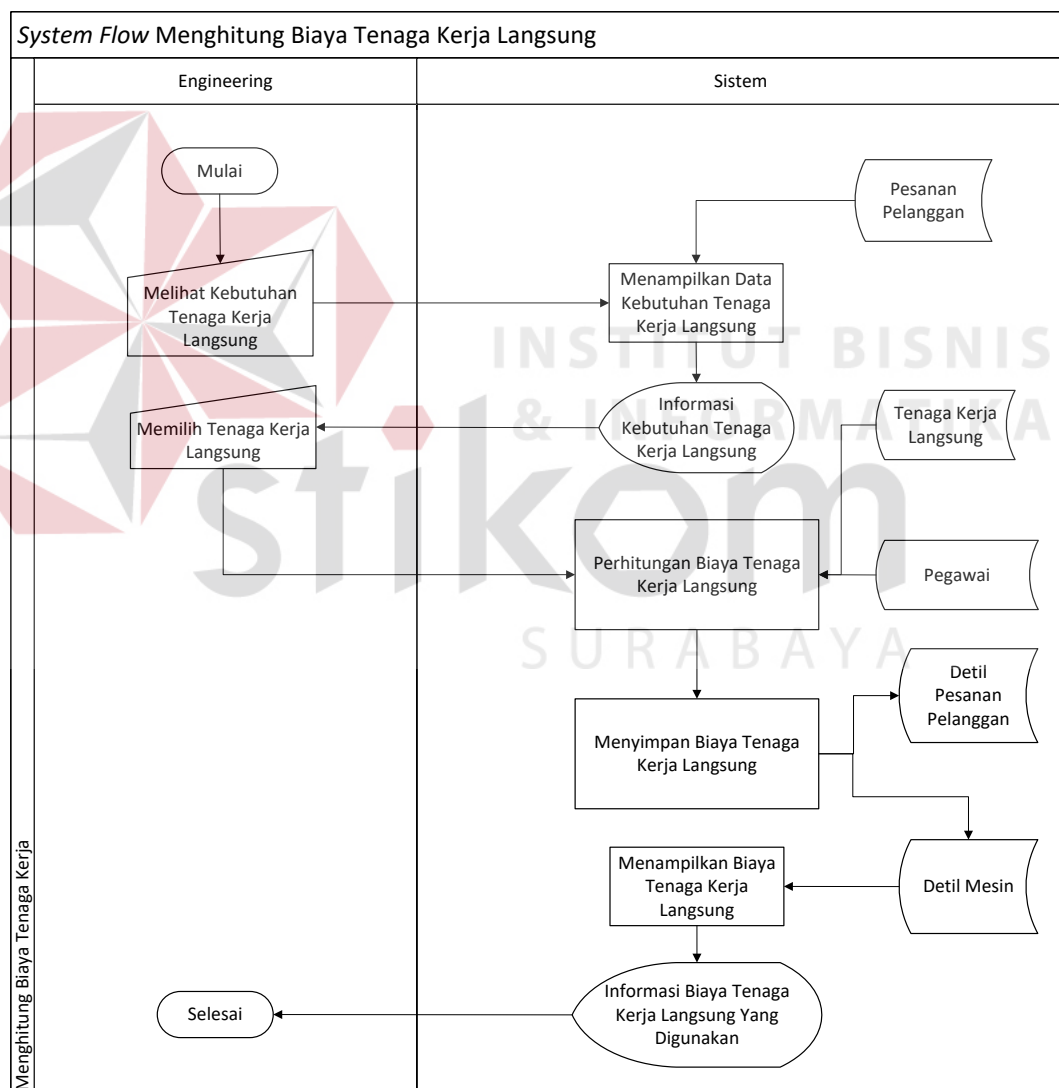 System Flow Menghitung Biaya Tenaga Kerja Langsung
Engineering
Sistem
Mulai
Pesanan
Pelanggan
Melihat Kebutuhan
Tenaga Kerja
Langsung
Menampilkan Data
Kebutuhan Tenaga
Kerja Langsung
INSTITUT BISNIS
& INFORMATIKA
Memilih Tenaga Kerja
Langsung
Informasi
Kebutuhan Tenaga
Kerja Langsung
Tenaga Kerja
Langsung
stikom
SURABAYA
Perhitungan Biaya Tenaga
Kerja Langsung
Pegawai
Detil
Pesanan
Pelanggan
Menyimpan Biaya Tenaga
Kerja Langsung
Menampilkan Biaya
Tenaga Kerja
Langsung
Detil Mesin
Informasi Biaya Tenaga
Kerja Langsung Yang
Digunakan
Selesai
Menghitung Biaya Tenaga Kerja